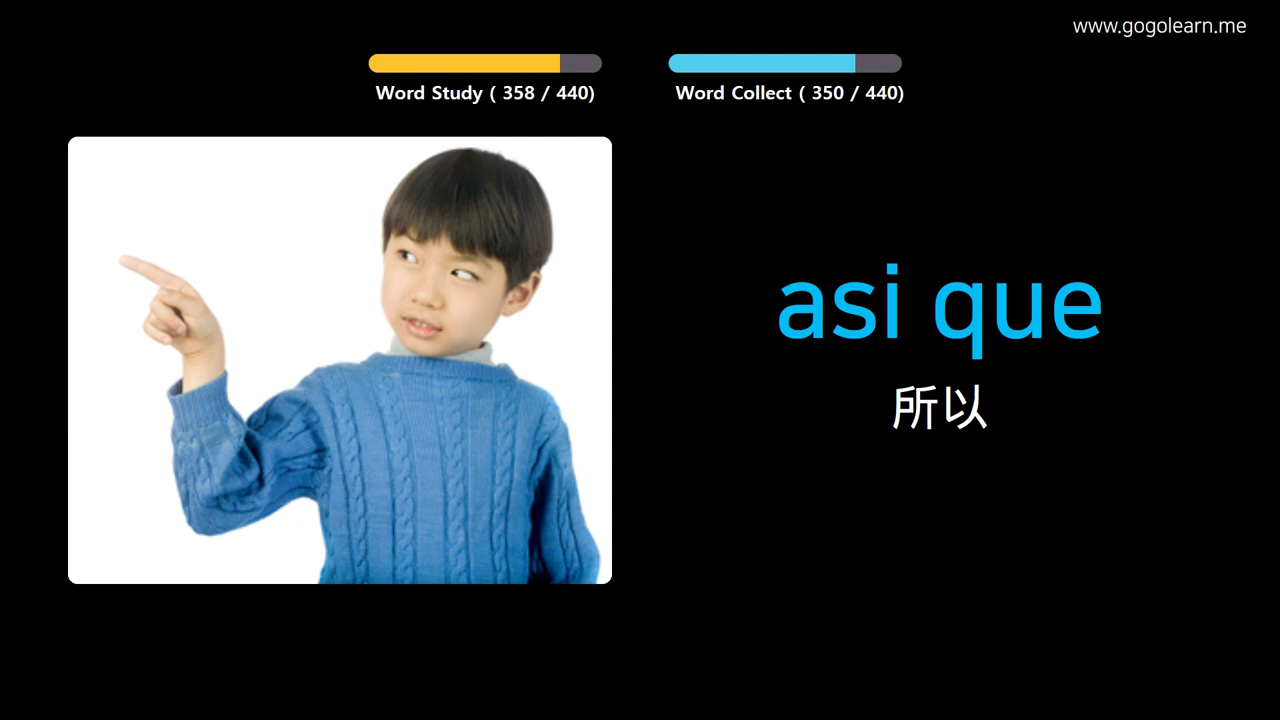 www.gogolearn.me
Word Study ( 358 / 440)
Word Collect ( 350 / 440)
asi que
所以